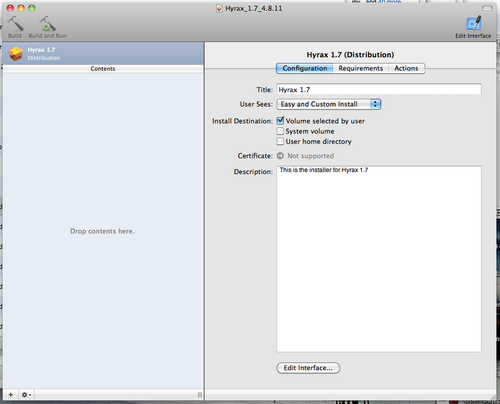 Hyrax_1.7_4.8.11
Build
Build and Run
Edit Interface
Hyrax 1.7
Distribution
Contents
Drop contents here.
Hyrax 1.7 (Distribution)
Configuration Requirements Actions
Title: Hyrax 1.7
User Sees: Easy and Custom Install
Install Destination: Volume selected by user
System volume
User home directory
Certificate: Not supported
Description: This is the installer for Hyrax 1.7
Edit Interface...